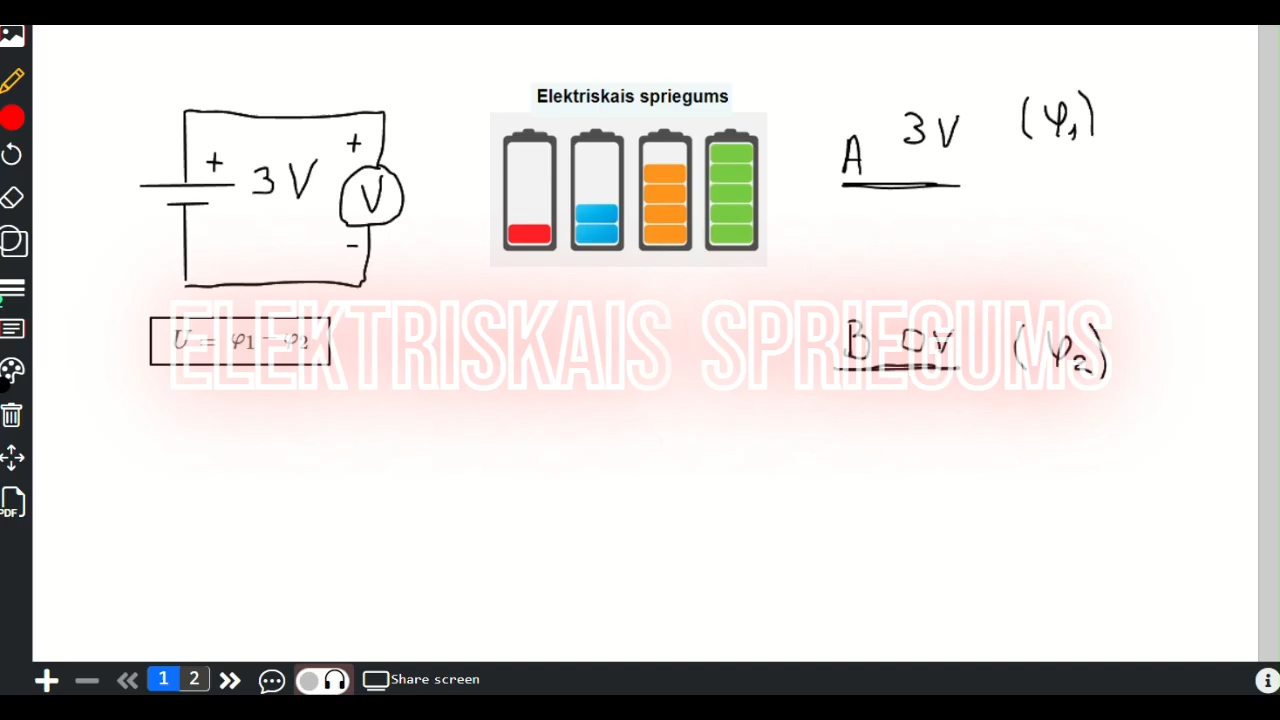 Elektriskais spriegums
+
3 V
+
V
-
A 3 V (φ₁)
ELEKTRISKAIS SPRIEGUMS
U = φ₁ − φ₂
B 0 V (φ₂)
PDF
1 2
Share screen